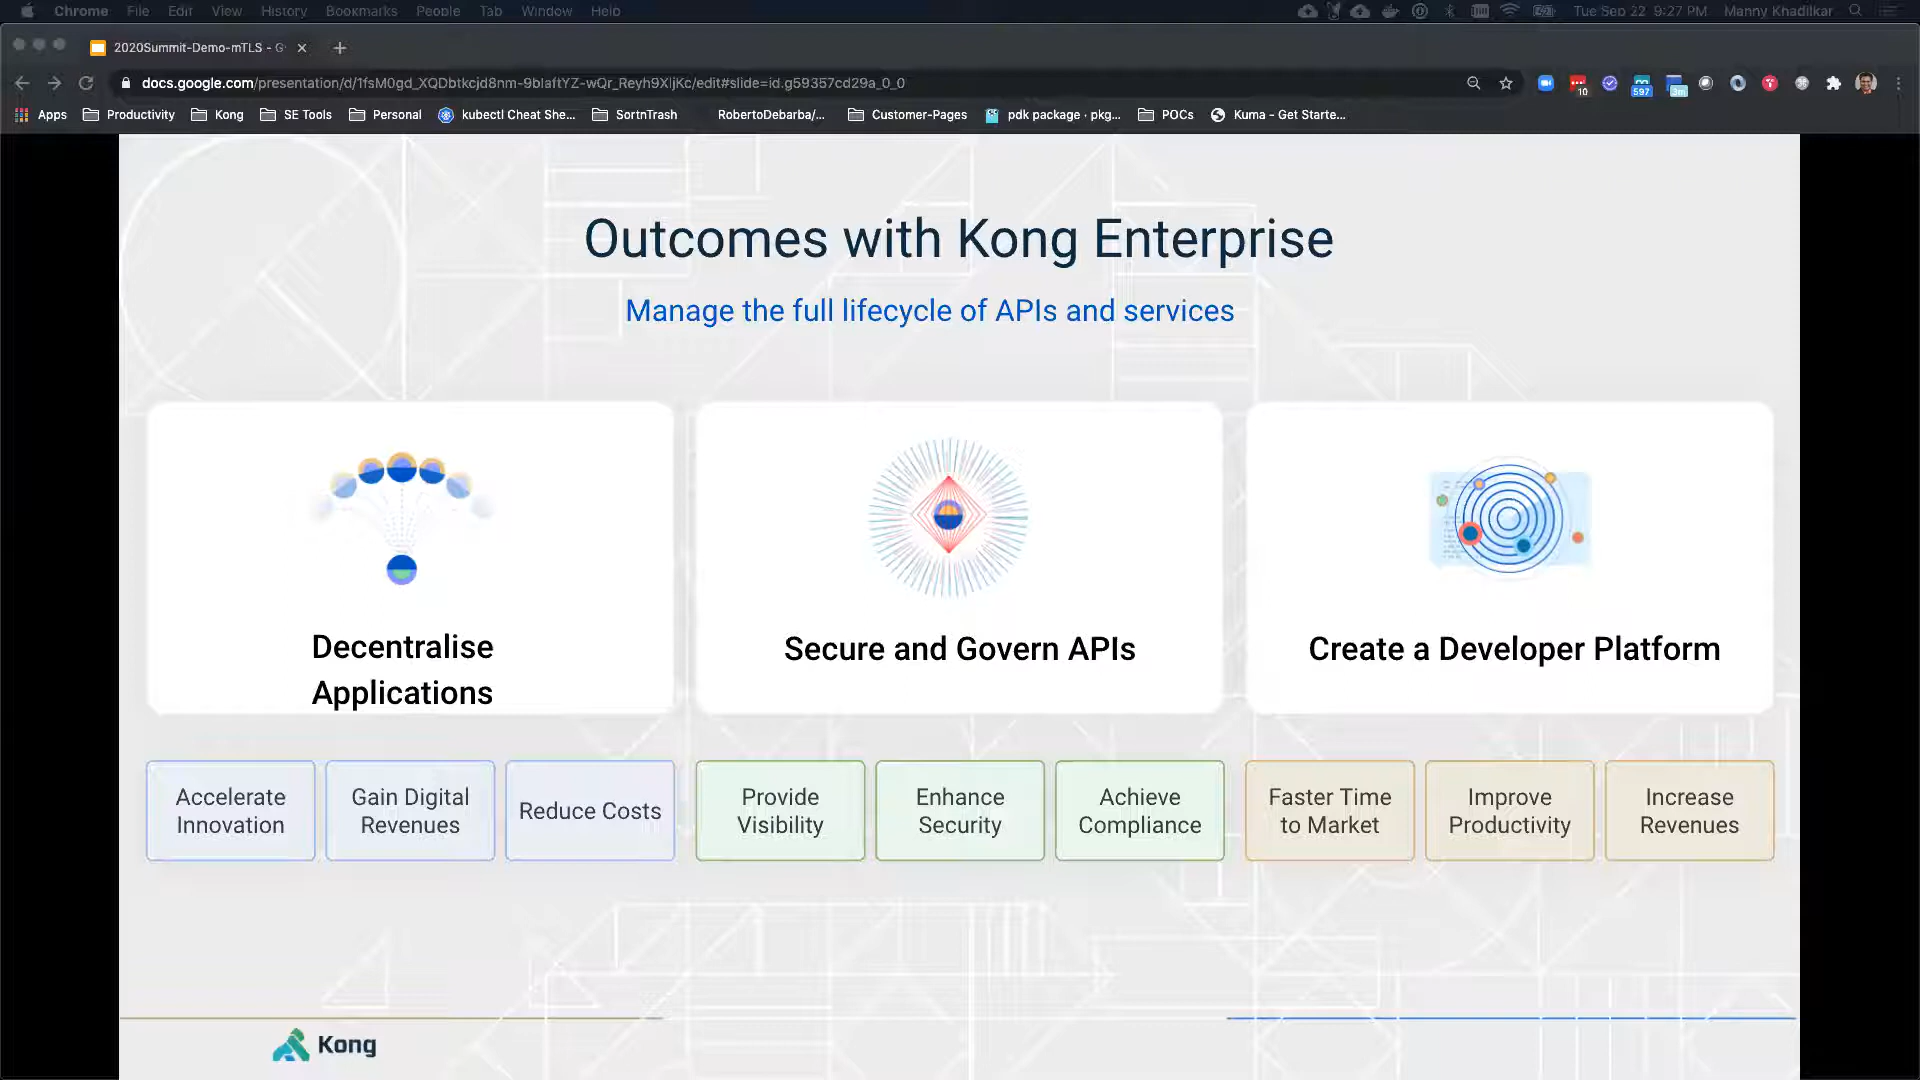 Chrome File Edit View History Bookmarks People Tab Window Help Tue Sep 22 9:27 PM Manny Khadilkar
2020Summit-Demo-mTLS - G
docs.google.com/presentation/d/1fsM0gd_XQDbtkcjd8nm-9blaftYZ-wQr_Reyh9XljKc/edit#slide=id.g59357cd29a_0_0
10 597 3m
Apps Productivity Kong SE Tools Personal kubectl Cheat She... SortnTrash RobertoDebarba/... Customer-Pages pdk package · pkg... POCs Kuma - Get Starte...
Outcomes with Kong Enterprise
Manage the full lifecycle of APIs and services
Decentralise
Applications
Secure and Govern APIs
Create a Developer Platform
Accelerate
Innovation
Gain Digital
Revenues
Reduce Costs
Provide
Visibility
Enhance
Security
Achieve
Compliance
Faster Time
to Market
Improve
Productivity
Increase
Revenues
Kong